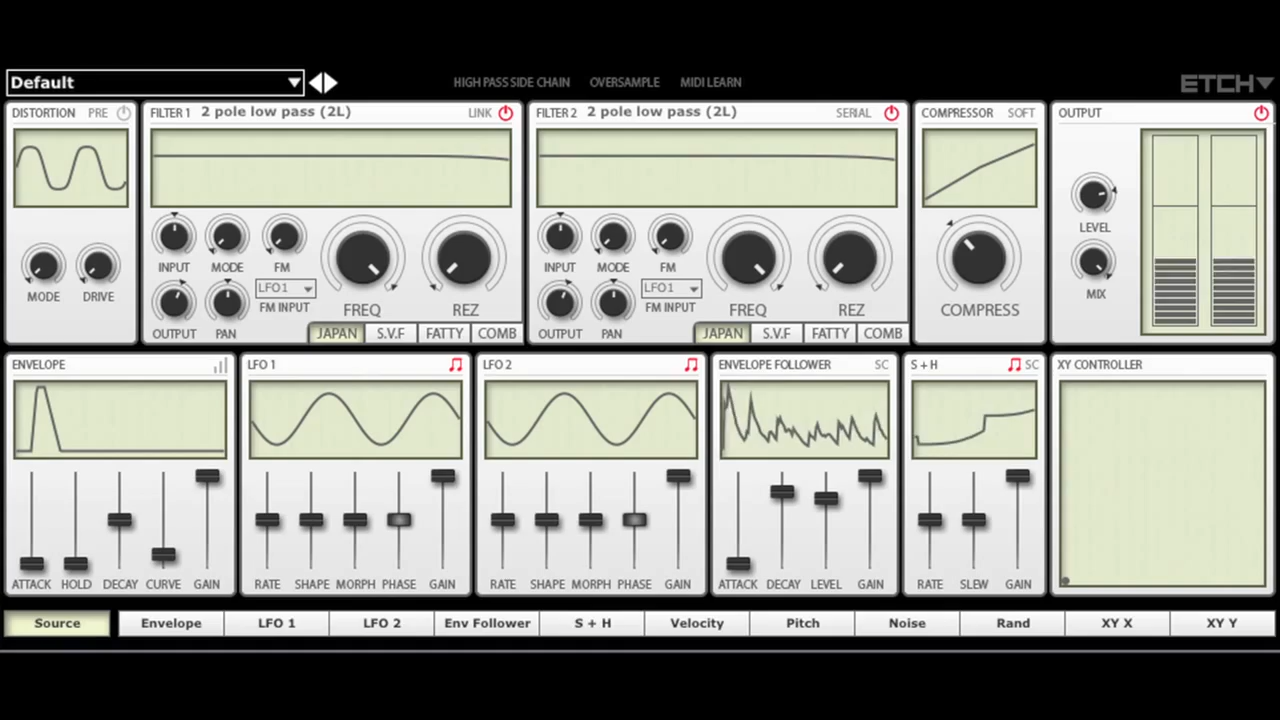 Default
HIGH PASS SIDE CHAIN OVERSAMPLE MIDI LEARN
ETCH
DISTORTION PRE
MODE DRIVE
FILTER 1 2 pole low pass (2L) LINK
INPUT MODE FM
LFO1
FM INPUT
OUTPUT PAN
FREQ REZ
JAPAN S.V.F FATTY COMB
FILTER 2 2 pole low pass (2L) SERIAL
INPUT MODE FM
LFO1
FM INPUT
OUTPUT PAN
FREQ REZ
JAPAN S.V.F FATTY COMB
COMPRESSOR SOFT
COMPRESS
OUTPUT
LEVEL
MIX
ENVELOPE
ATTACK HOLD DECAY CURVE GAIN
LFO 1
RATE SHAPE MORPH PHASE GAIN
LFO 2
RATE SHAPE MORPH PHASE GAIN
ENVELOPE FOLLOWER SC
ATTACK DECAY LEVEL GAIN
S + H SC
RATE SLEW GAIN
XY CONTROLLER
Source Envelope LFO 1 LFO 2 Env Follower S + H Velocity Pitch Noise Rand XY X XY Y